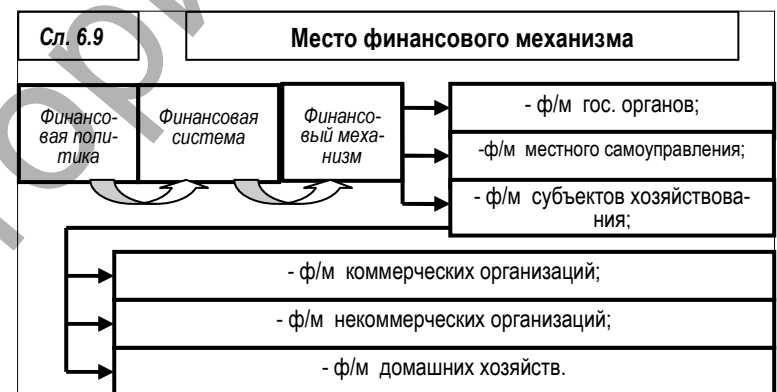 Сл. 6.9
Место финансового механизма
Финансо-
вая поли-
тика
Финансовая
система
Финансо-
вый меха-
низм
- ф/м гос. органов;
-ф/м местного самоуправления;
- ф/м субъектов хозяйствова-
ния;
- ф/м коммерческих организаций;
- ф/м некоммерческих организаций;
- ф/м домашних хозяйств.